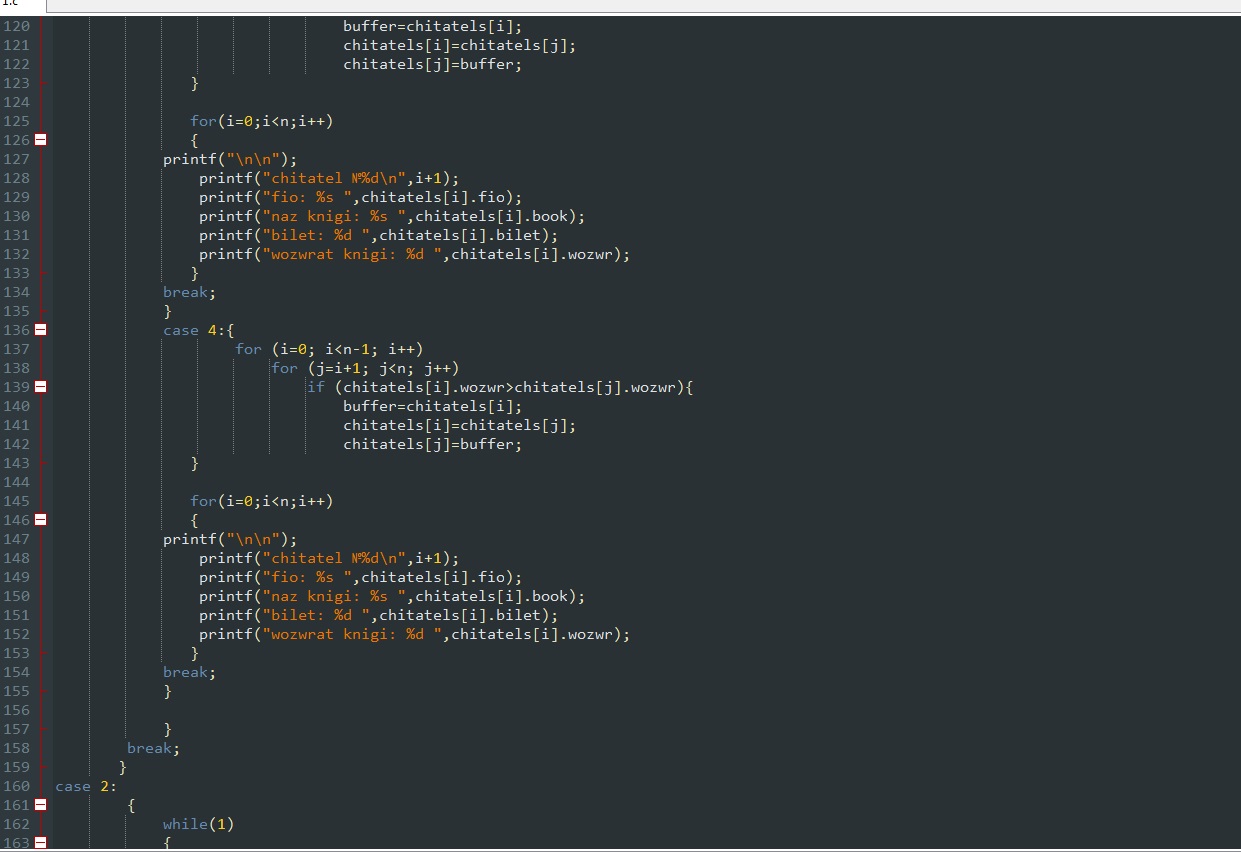 1.c
120 buffer=chitatels[i];
121 chitatels[i]=chitatels[j];
122 chitatels[j]=buffer;
123 }
124
125 for(i=0;i<n;i++)
126 {
127 printf("\n\n");
128 printf("chitatel №%d\n",i+1);
129 printf("fio: %s ",chitatels[i].fio);
130 printf("naz knigi: %s ",chitatels[i].book);
131 printf("bilet: %d ",chitatels[i].bilet);
132 printf("wozwrat knigi: %d ",chitatels[i].wozwr);
133 }
134 break;
135 }
136 case 4:{
137 for (i=0; i<n-1; i++)
138 for (j=i+1; j<n; j++)
139 if (chitatels[i].wozwr>chitatels[j].wozwr){
140 buffer=chitatels[i];
141 chitatels[i]=chitatels[j];
142 chitatels[j]=buffer;
143 }
144
145 for(i=0;i<n;i++)
146 {
147 printf("\n\n");
148 printf("chitatel №%d\n",i+1);
149 printf("fio: %s ",chitatels[i].fio);
150 printf("naz knigi: %s ",chitatels[i].book);
151 printf("bilet: %d ",chitatels[i].bilet);
152 printf("wozwrat knigi: %d ",chitatels[i].wozwr);
153 }
154 break;
155 }
156
157 }
158 break;
159 }
160 case 2:
161 {
162 while(1)
163 {